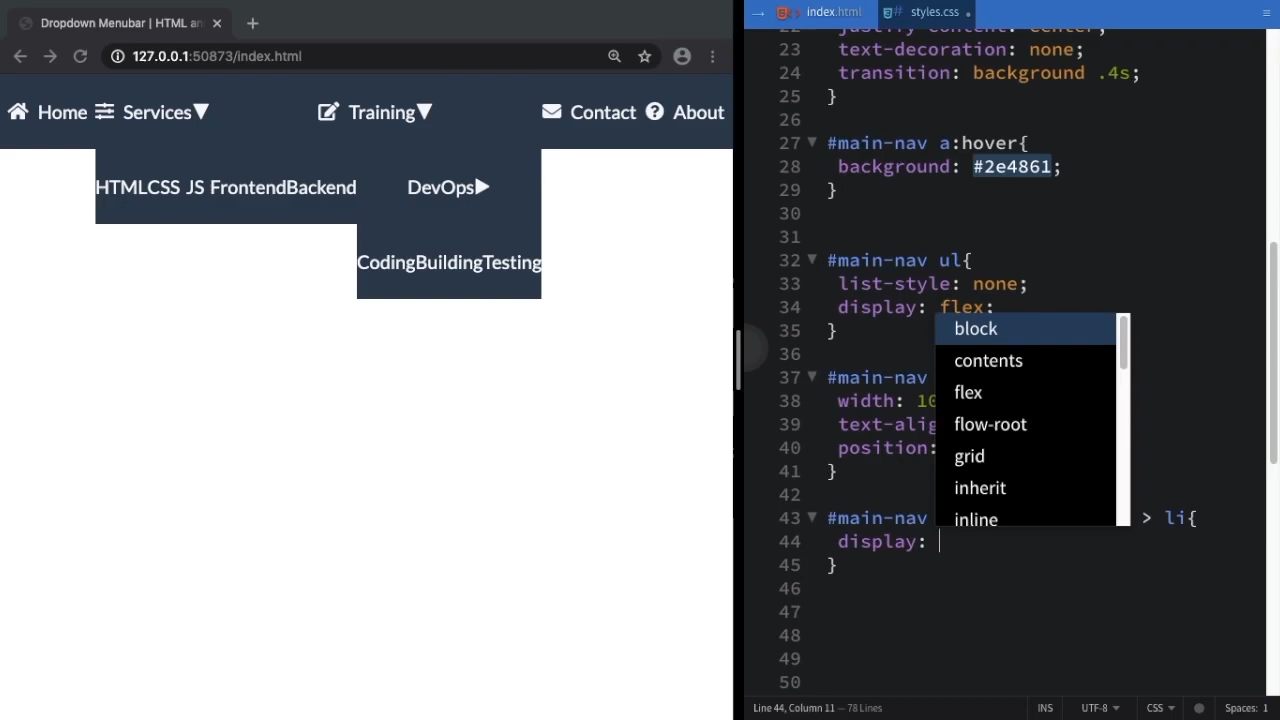 Dropdown Menubar | HTML an
127.0.0.1:50873/index.html
Home Services▼ Training▼ Contact About
HTMLCSS JS FrontendBackend DevOps▶
CodingBuildingTesting
index.html styles.css
22 justify-content: center;
23 text-decoration: none;
24 transition: background .4s;
25 }
26
27 #main-nav a:hover{
28 background: #2e4861;
29 }
30
31
32 #main-nav ul{
33 list-style: none;
34 display: flex;
35 }
36
37 #main-nav
38 width: 10
39 text-alig
40 position:
41 }
42
43 #main-nav > li{
44 display:
45 }
46
47
48
49
50
block
contents
flex
flow-root
grid
inherit
inline
Line 44, Column 11 — 78 Lines INS UTF-8 CSS Spaces: 1